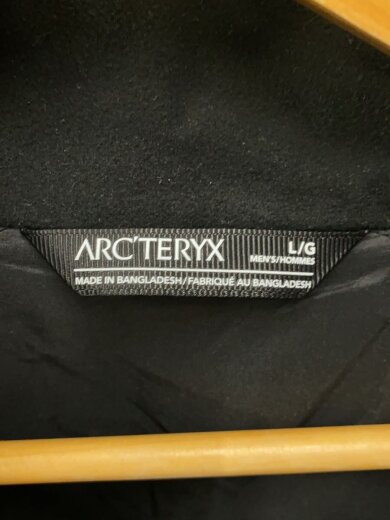 ARC'TERYX
L/G
MEN'S/HOMMES
MADE IN BANGLADESH/FABRIQUÉ AU BANGLADESH